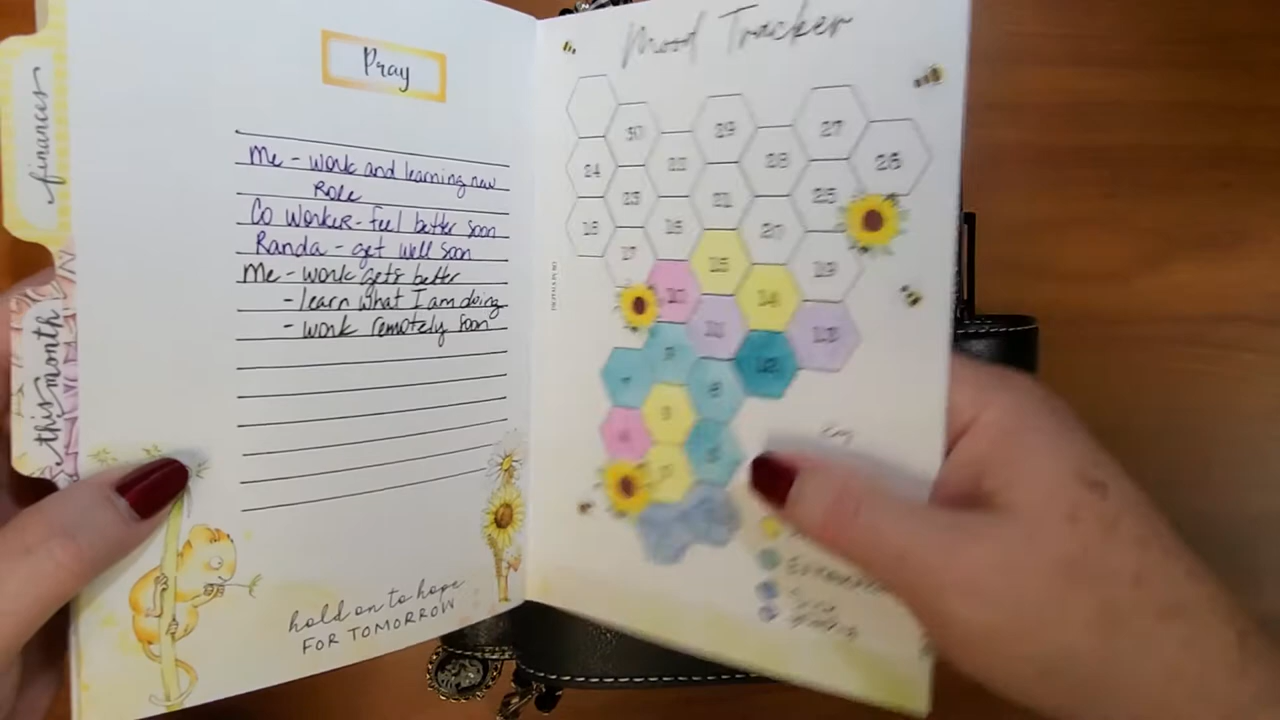 finances
this month
Pray
Me - work and learning new
Role
Co Worker - feel better soon
Randa - get well soon
Me - work gets better
- learn what I am doing
- work remotely soon
hold on to hope
FOR TOMORROW
Mood Tracker
30
29
27
24
22
28
26
23
21
25
18
16
20
17
15
19
10
14
11
13
12